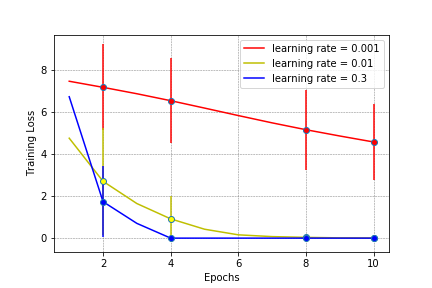 learning rate = 0.001
learning rate = 0.01
learning rate = 0.3
8
6
4
2
0
Training Loss
2 4 6 8 10
Epochs